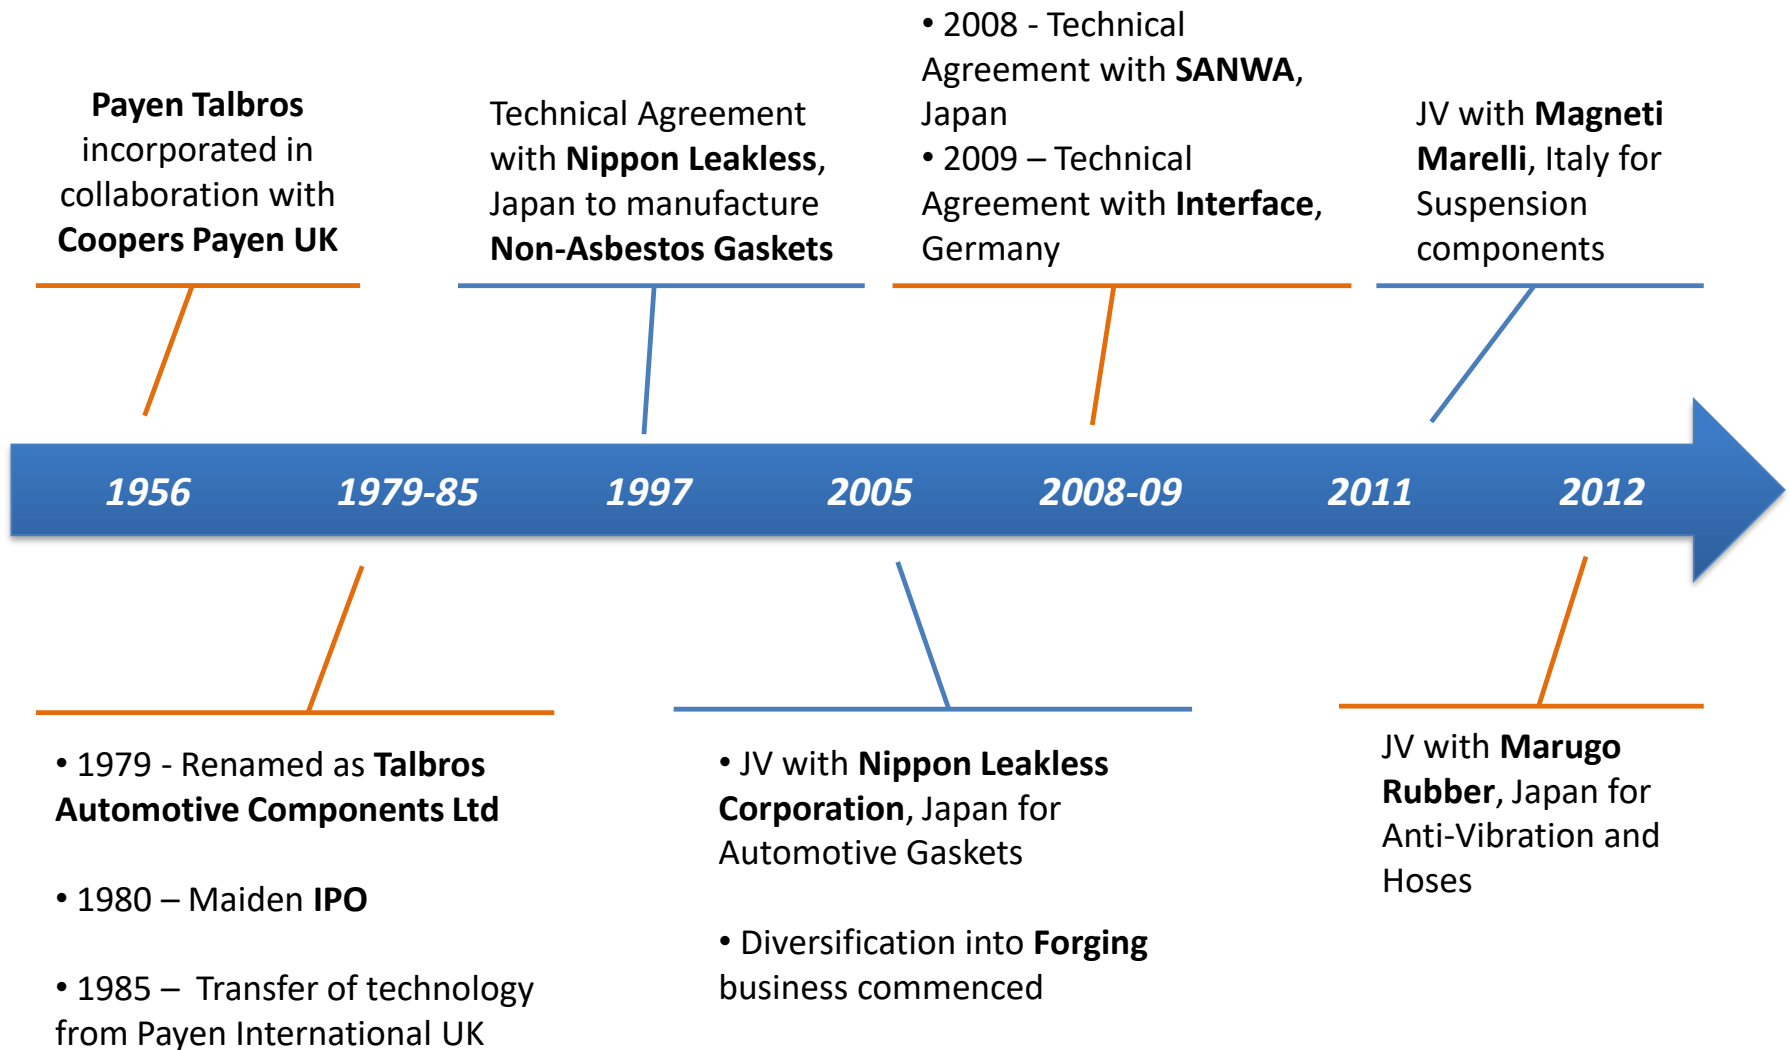 Payen Talbros
incorporated in
collaboration with
Coopers Payen UK
Technical Agreement
with Nippon Leakless,
Japan to manufacture
Non-Asbestos Gaskets
• 2008 - Technical
Agreement with SANWA,
Japan
• 2009 – Technical
Agreement with Interface,
Germany
JV with Magneti
Marelli, Italy for
Suspension
components
1956 1979-85 1997 2005 2008-09 2011 2012
• 1979 - Renamed as Talbros
Automotive Components Ltd
• 1980 – Maiden IPO
• 1985 – Transfer of technology
from Payen International UK
• JV with Nippon Leakless
Corporation, Japan for
Automotive Gaskets
• Diversification into Forging
business commenced
JV with Marugo
Rubber, Japan for
Anti-Vibration and
Hoses